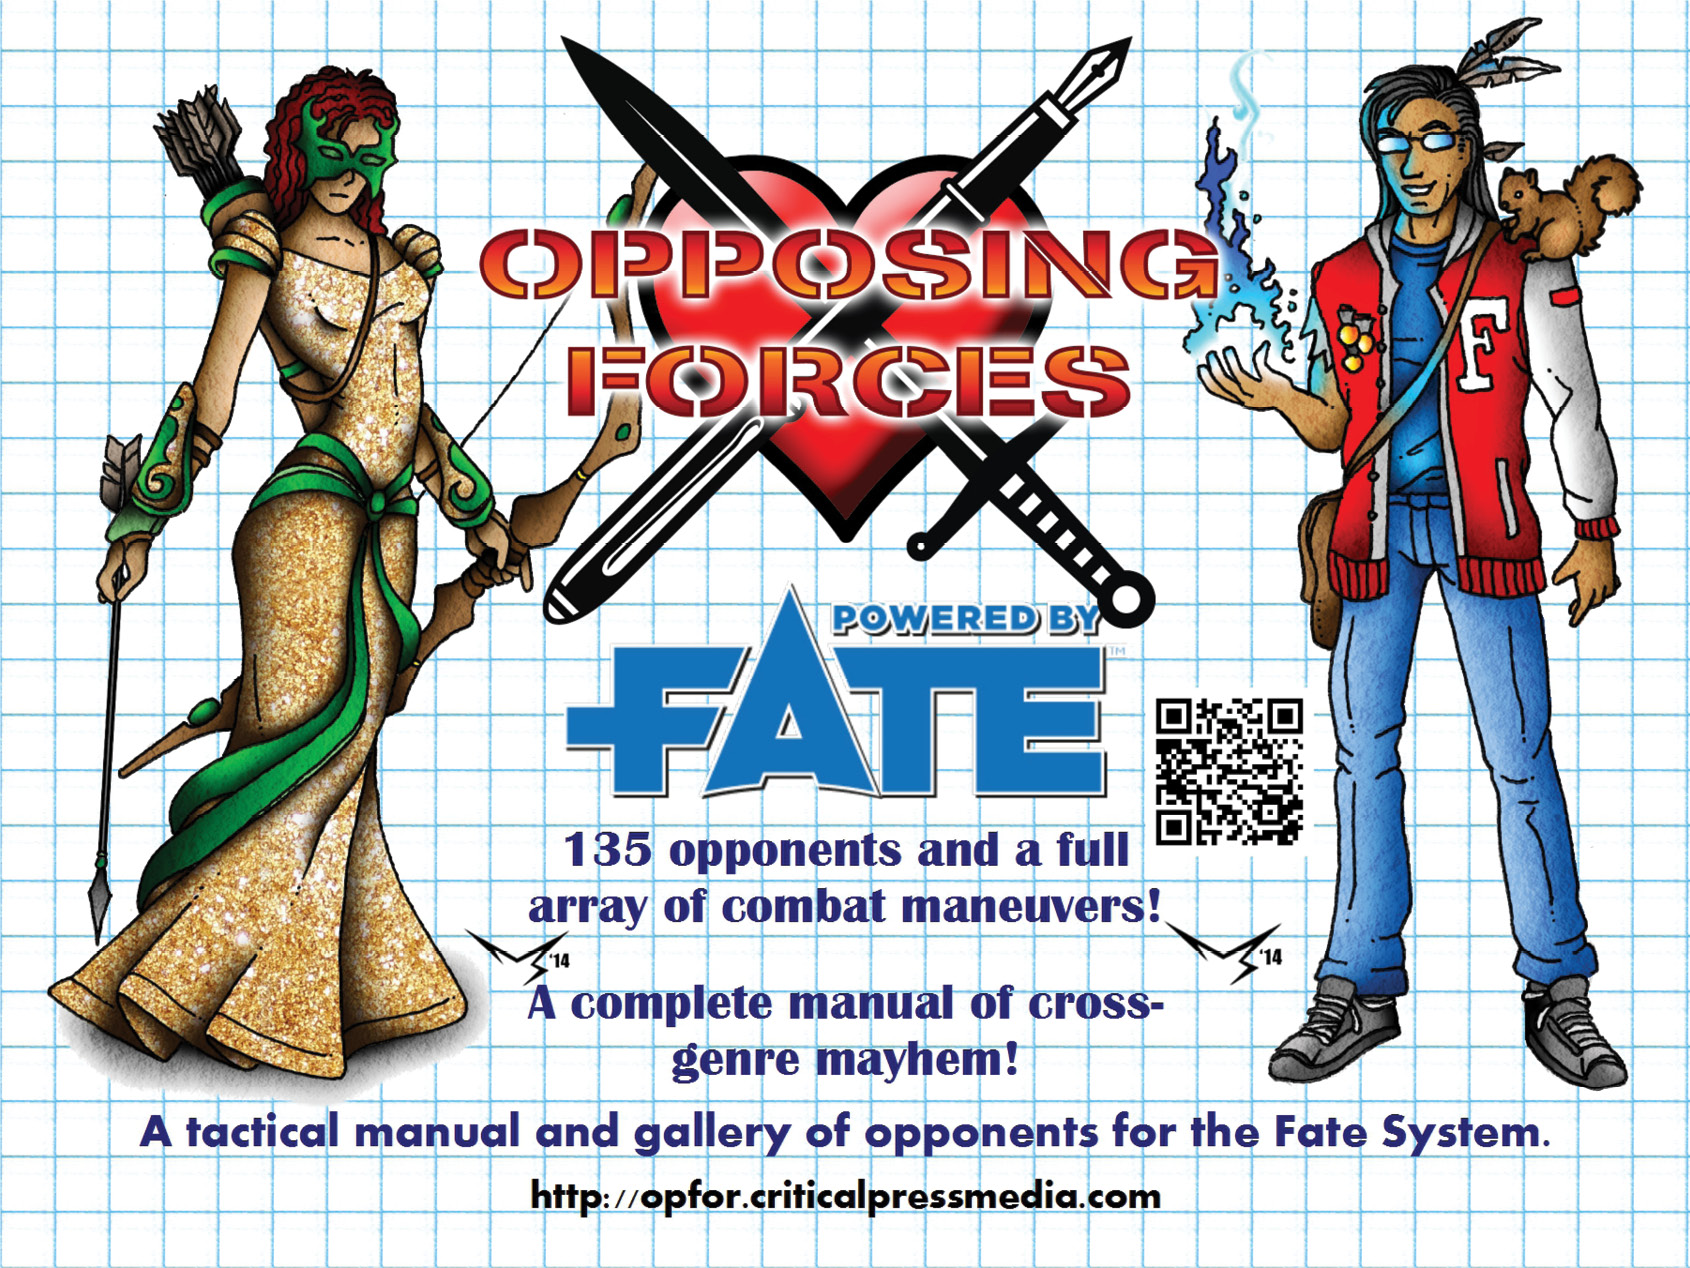 OPPOSING
FORCES
F
POWERED BY
FATE
TM
135 opponents and a full
array of combat maneuvers!
'14
'14
A complete manual of cross-
genre mayhem!
A tactical manual and gallery of opponents for the Fate System.
http://opfor.criticalpressmedia.com